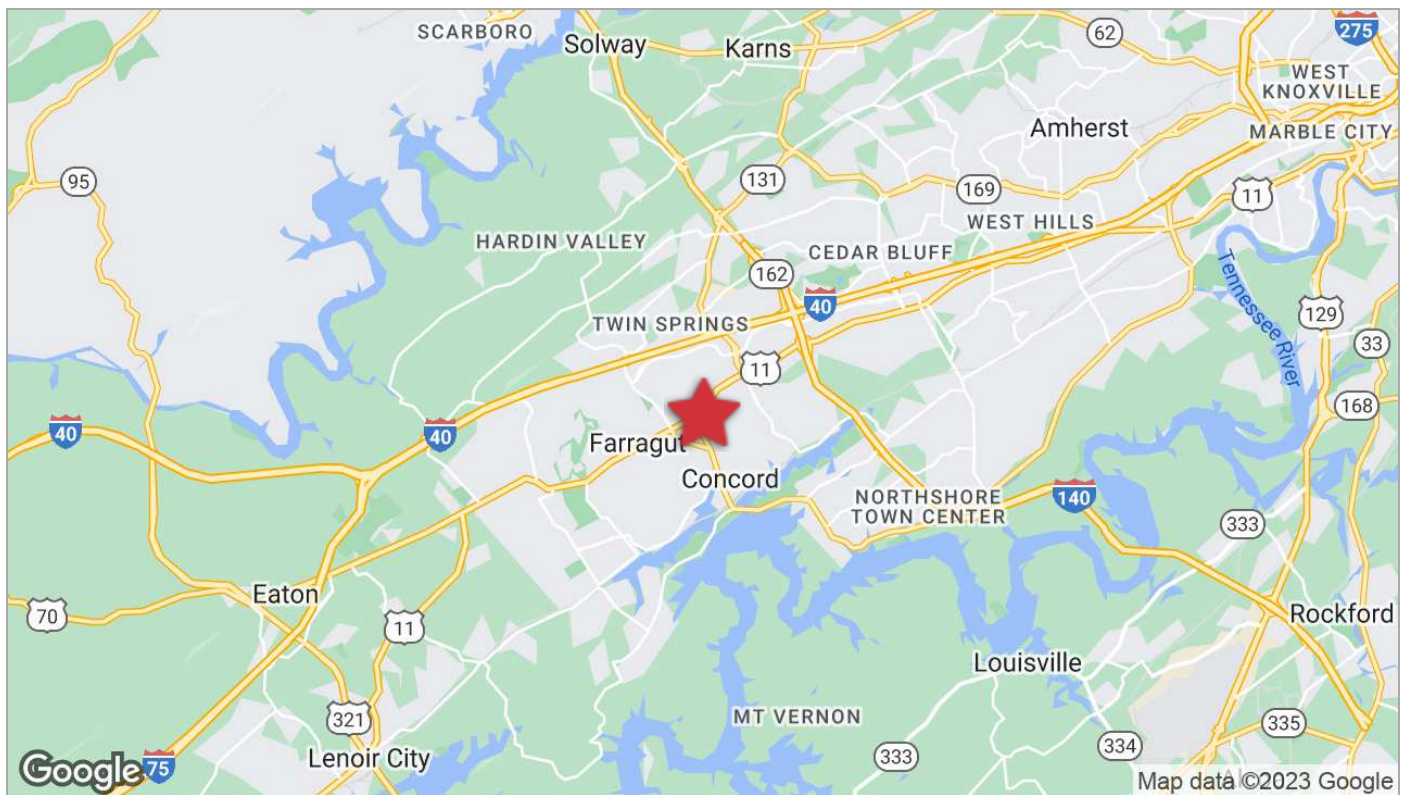 SCARBORO
Solway
Karns
62
275
WEST
KNOXVILLE
Amherst
MARBLE CITY
95
131
169
11
WEST HILLS
HARDIN VALLEY
CEDAR BLUFF
162
Tennessee River
40
129
TWIN SPRINGS
33
11
168
40
40
Farragut
Concord
NORTHSHORE
TOWN CENTER
140
333
Eaton
70
11
Rockford
Louisville
321
MT VERNON
335
Lenoir City
333
334
Google
75
Map data ©2023 Google